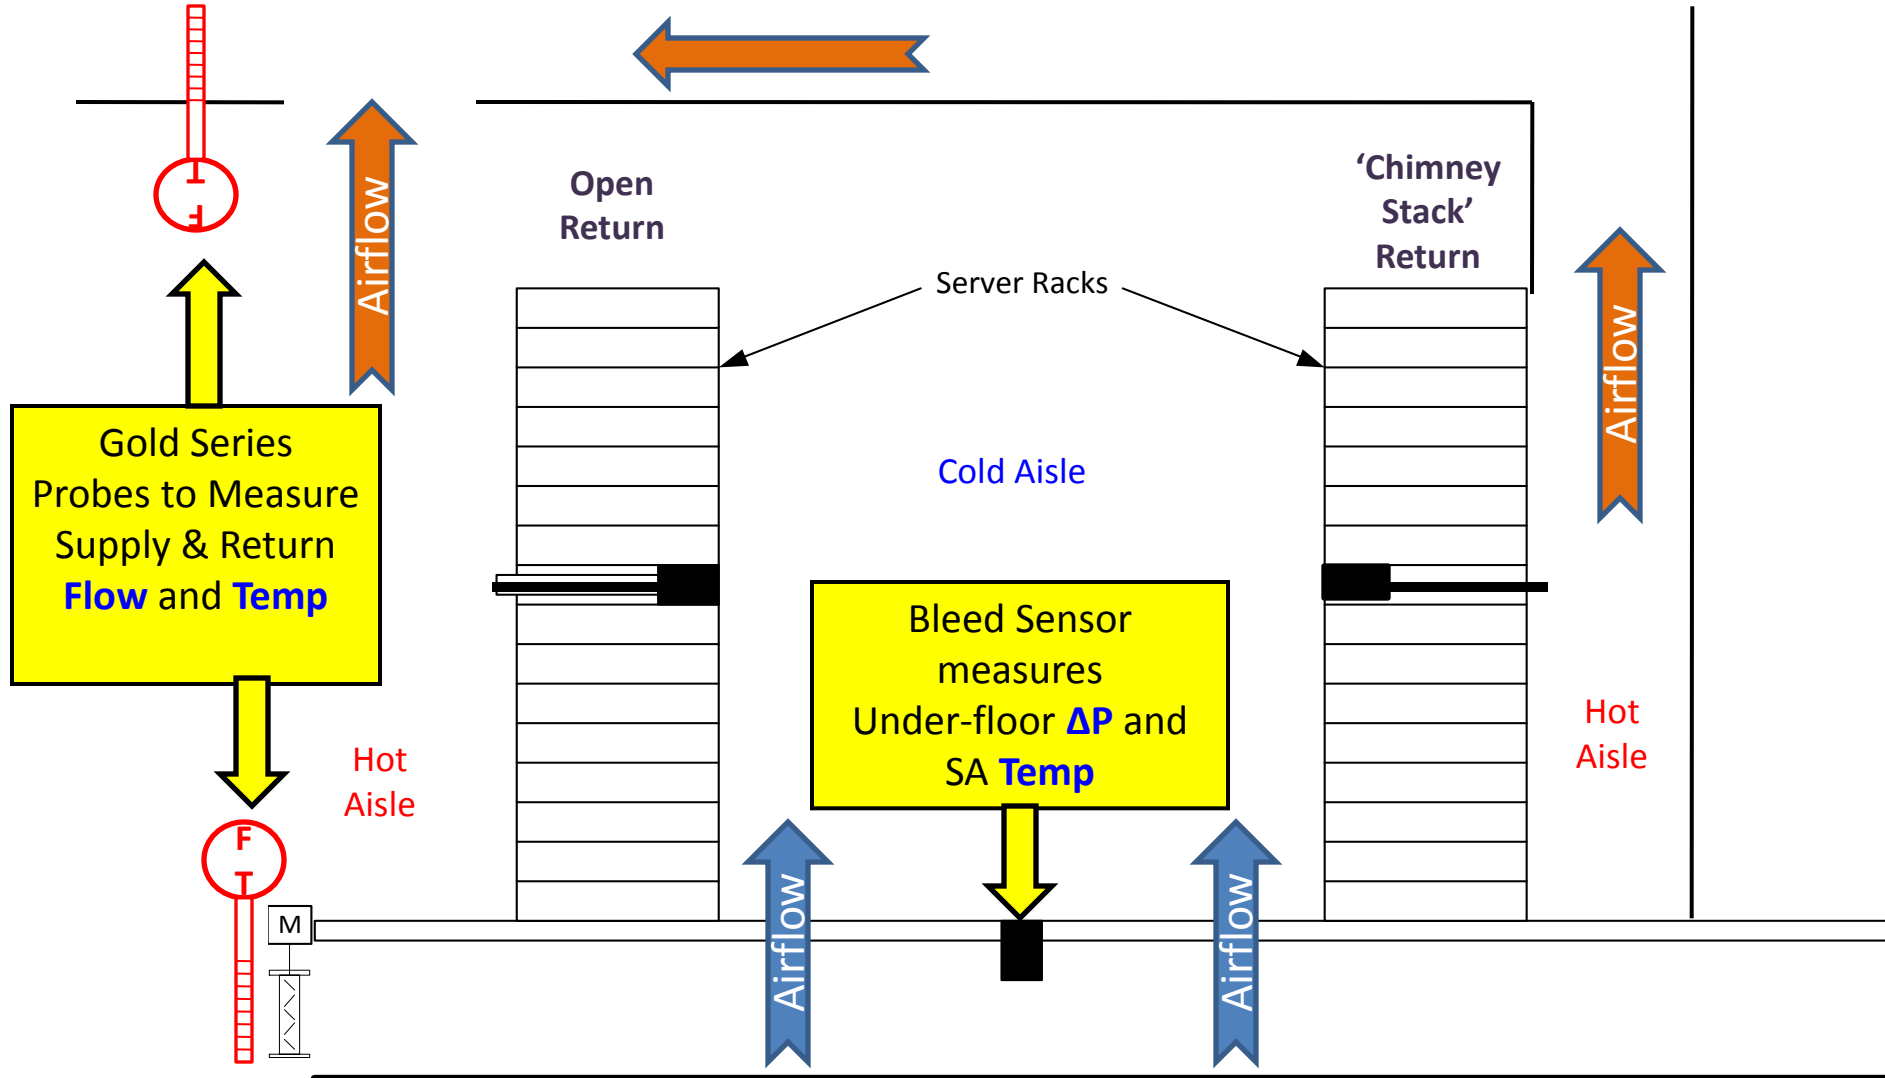 T
F
Airflow
Open
Return
‘Chimney
Stack’
Return
Server Racks
Airflow
Gold Series
Probes to Measure
Supply & Return
Flow and Temp
Cold Aisle
Bleed Sensor
measures
Under-floor ΔP and
SA Temp
Hot
Aisle
Hot
Aisle
F
T
M
Airflow
Airflow